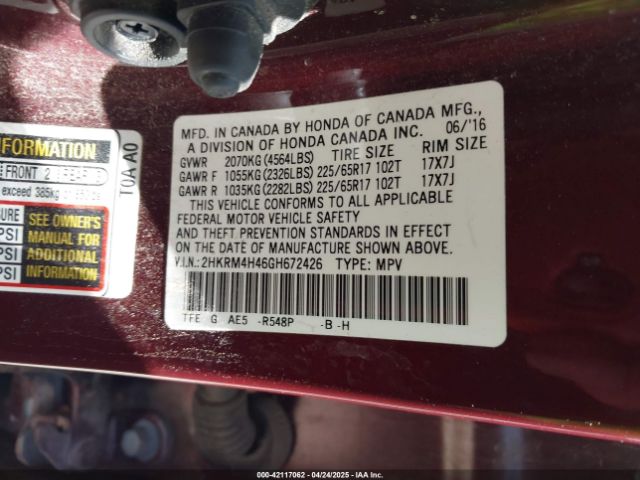 MFD. IN CANADA BY HONDA OF CANADA MFG.,
A DIVISION OF HONDA CANADA INC. 06/'16
GVWR 2070KG(4564LBS) TIRE SIZE RIM SIZE
GAWR F 1055KG(2326LBS) 225/65R17 102T 17X7J
GAWR R 1035KG(2282LBS) 225/65R17 102T 17X7J
THIS VEHICLE CONFORMS TO ALL APPLICABLE
FEDERAL MOTOR VEHICLE SAFETY
AND THEFT PREVENTION STANDARDS IN EFFECT
ON THE DATE OF MANUFACTURE SHOWN ABOVE.
V.I.N.:2HKRM4H46GH672426 TYPE: MPV
TFE G AE5 -R548P -B -H
INFORMATION
FRONT 2 REAR 3
exceed 385kg
SEE OWNER'S
MANUAL FOR
ADDITIONAL
INFORMATION
PSI
PSI
T0A A0
000-42117062 - 04/24/2025 - IAA Inc.